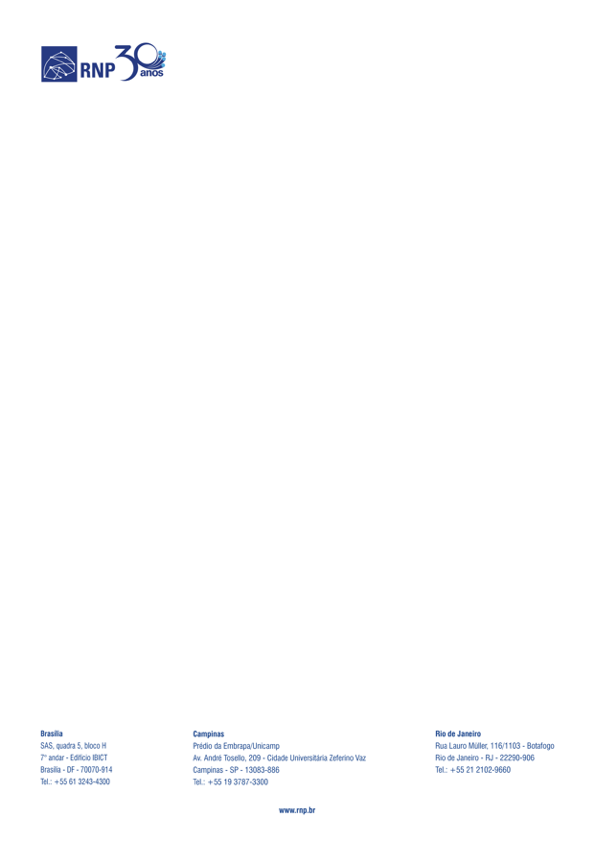 RNP 30 anos
Brasília
SAS, quadra 5, bloco H
7° andar - Edifício IBICT
Brasília - DF - 70070-914
Tel.: +55 61 3243-4300
Campinas
Prédio da Embrapa/Unicamp
Av. André Tosello, 209 - Cidade Universitária Zeferino Vaz
Campinas - SP - 13083-886
Tel.: +55 19 3787-3300
Rio de Janeiro
Rua Lauro Müller, 116/1103 - Botafogo
Rio de Janeiro - RJ - 22290-906
Tel.: +55 21 2102-9660
www.rnp.br